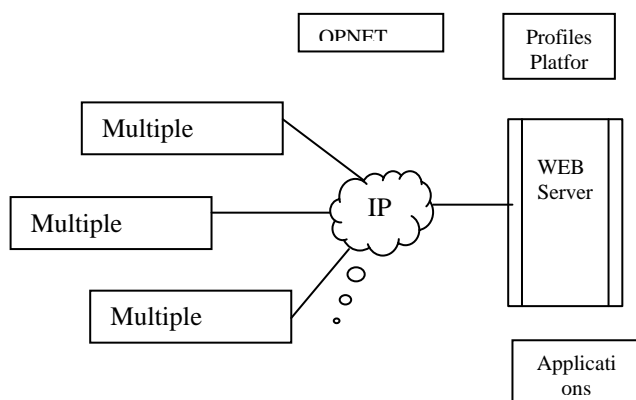 OPNET
Profiles
Platfor
Multiple
WEB
Server
IP
Multiple
Multiple
Applicati
ons